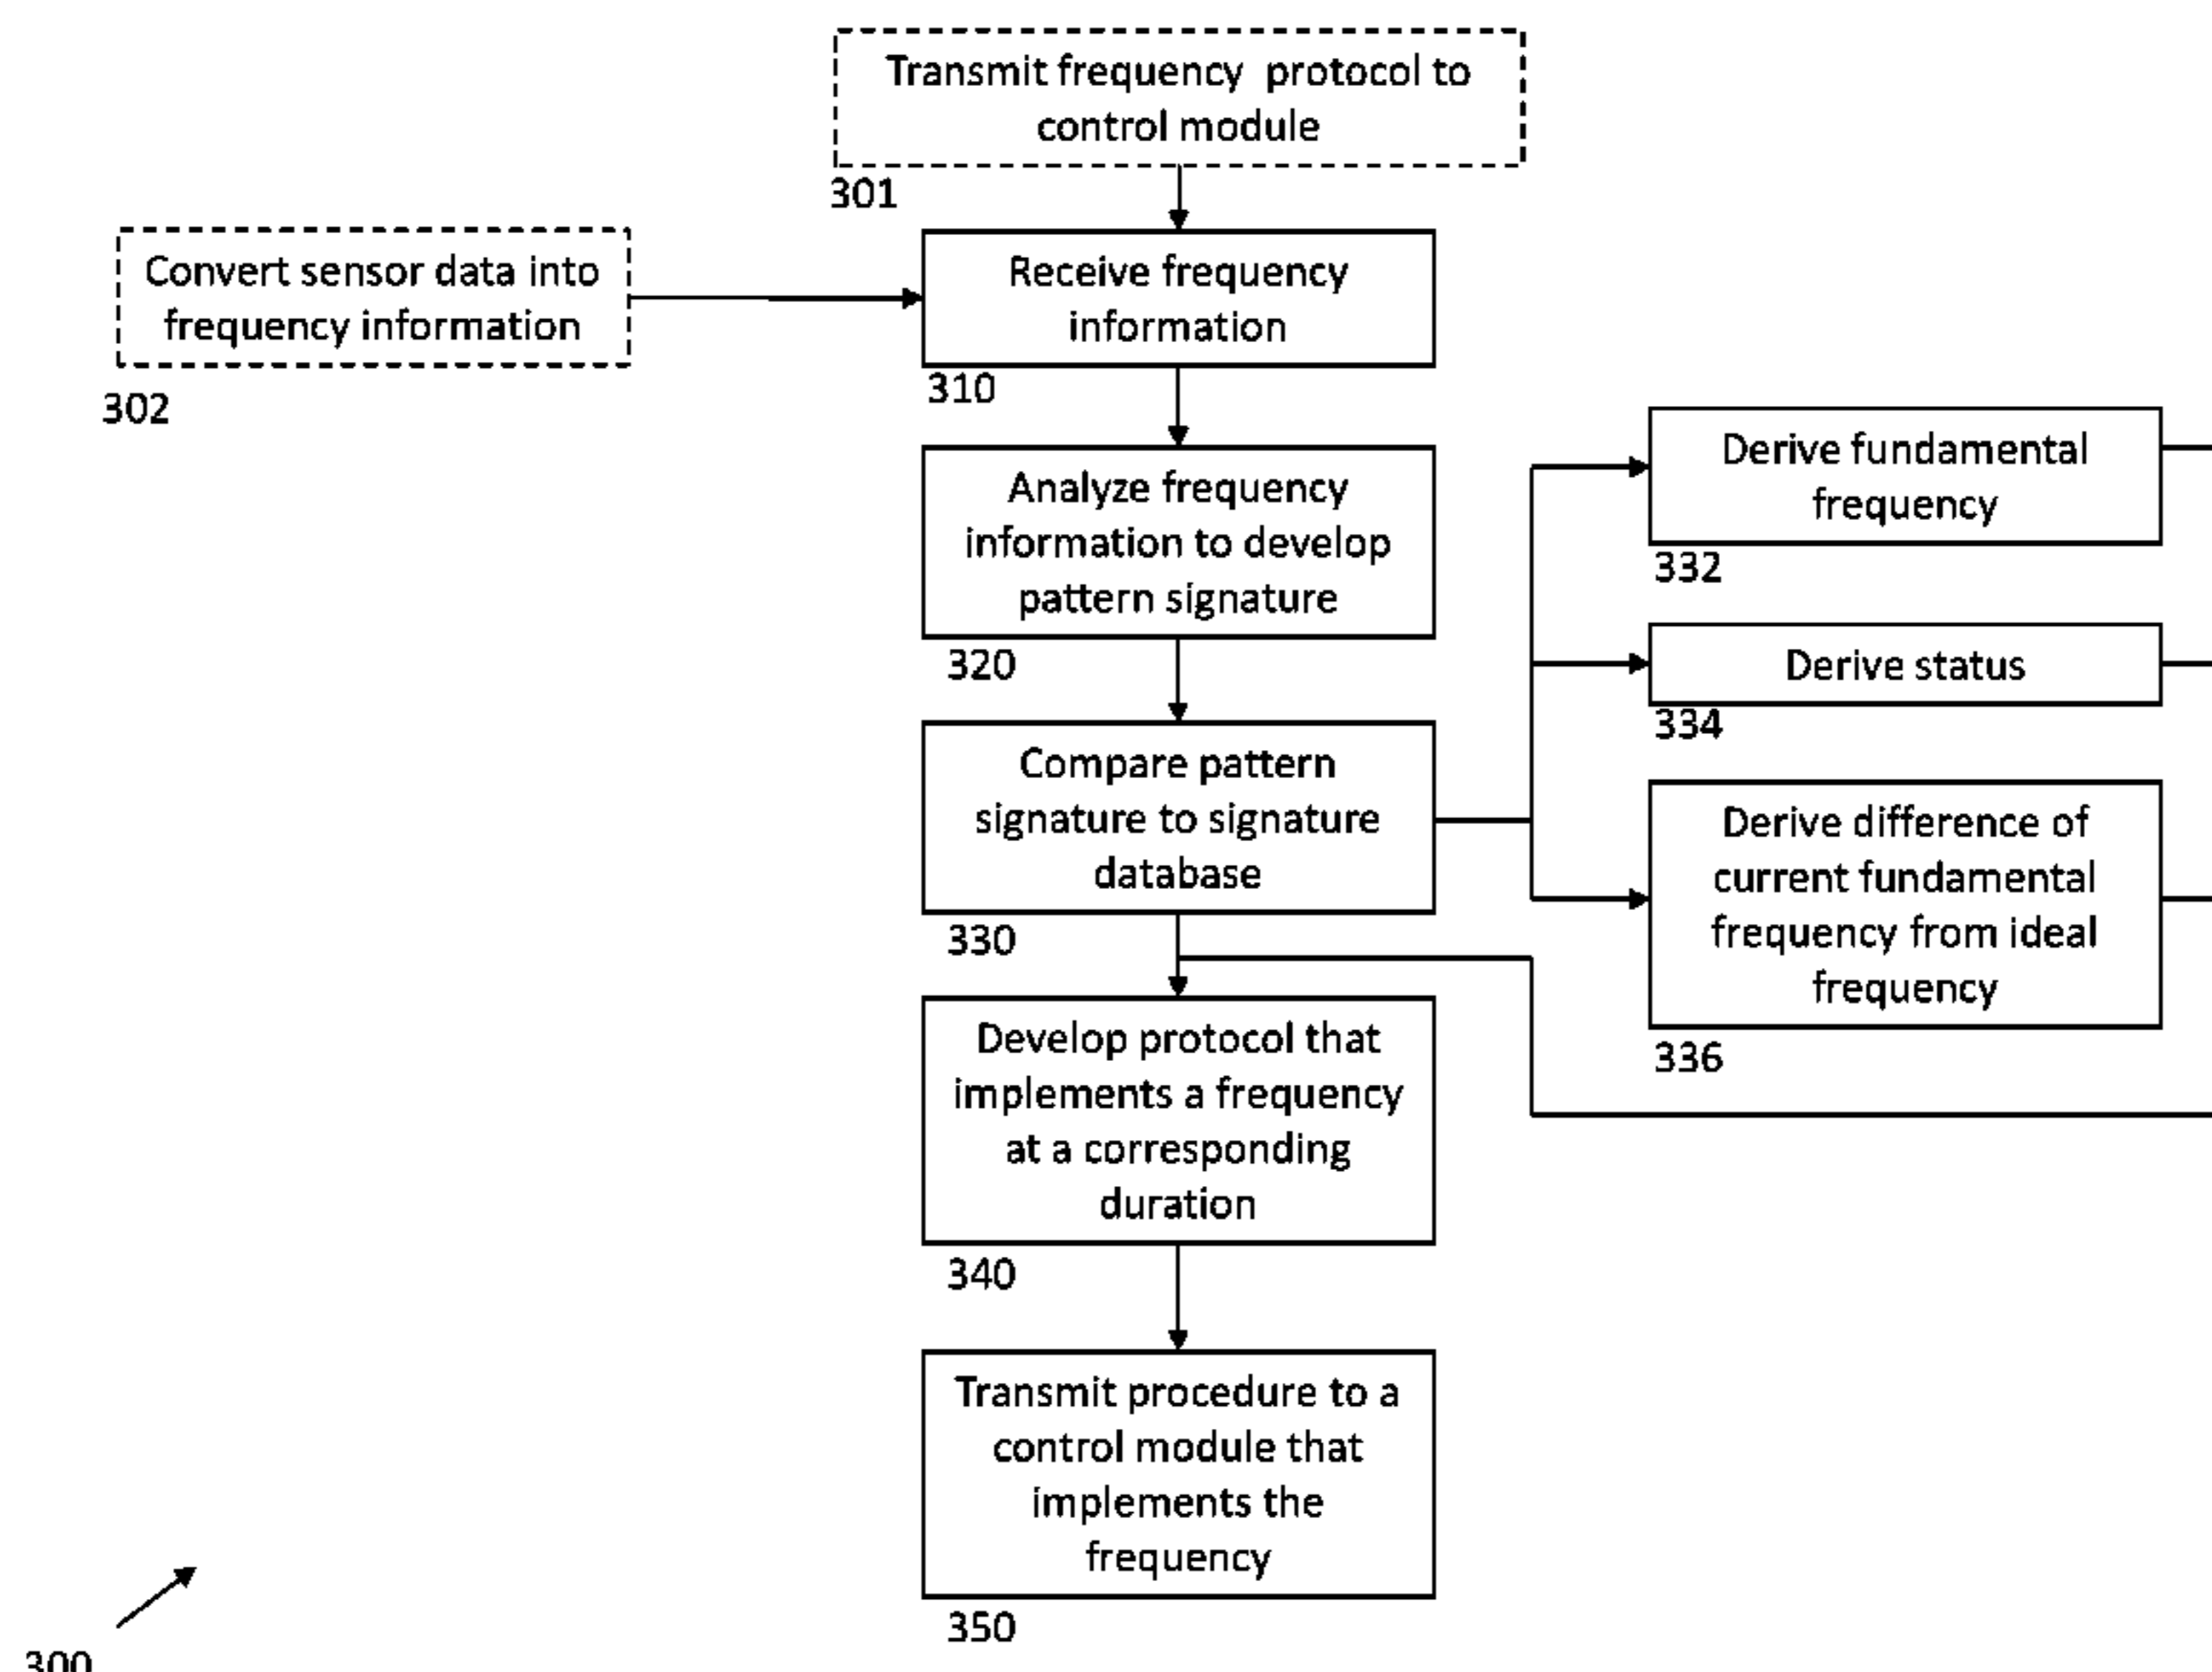 Transmit frequency protocol to
control module
301
Convert sensor data into
frequency information
302
Receive frequency
information
310
Analyze frequency
information to develop
pattern signature
320
Compare pattern
signature to signature
database
330
Derive fundamental
frequency
332
Derive status
334
Derive difference of
current fundamental
frequency from ideal
frequency
336
Develop protocol that
implements a frequency
at a corresponding
duration
340
Transmit procedure to a
control module that
implements the
frequency
350
300